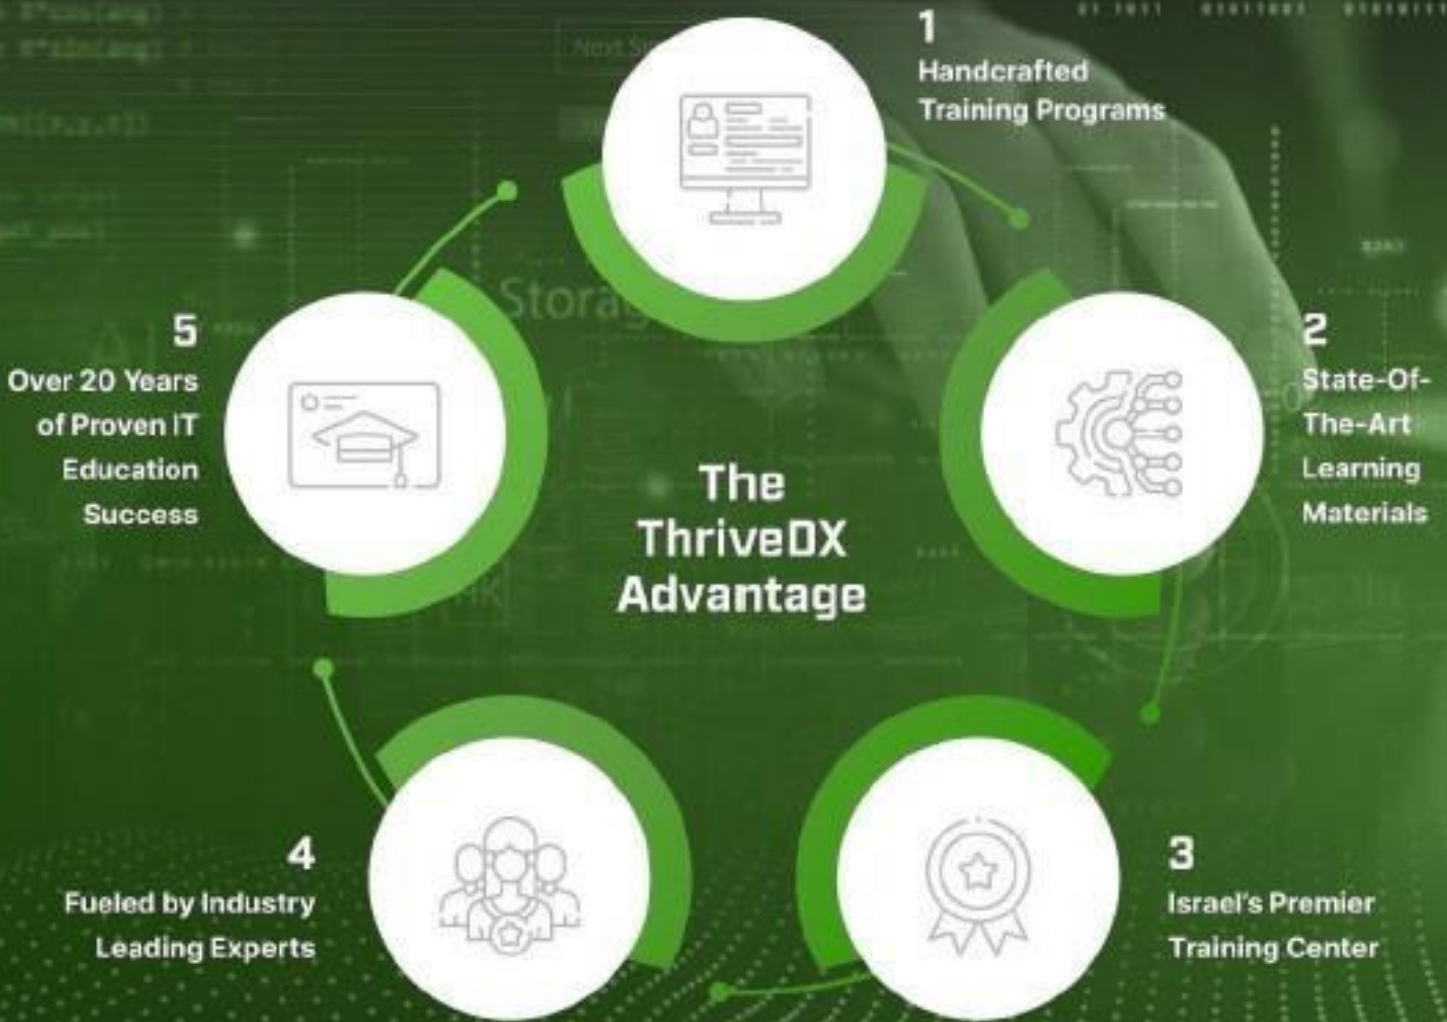 The
ThriveDX
Advantage
1
Handcrafted
Training Programs
2
State-Of-
The-Art
Learning
Materials
3
Israel's Premier
Training Center
4
Fueled by Industry
Leading Experts
5
Over 20 Years
of Proven IT
Education
Success